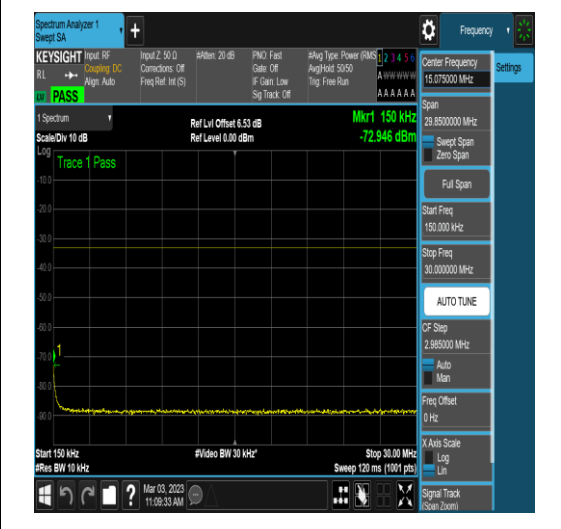 Spectrum Analyzer 1
Swept SA
+
Frequency
KEYSIGHT
Input: RF
Coupling: DC
Align: Auto
RL
PASS
Input Z: 50 Ω
Corrections: Off
Freq Ref: Int (S)
#Atten: 20 dB
PNO: Fast
Gate: Off
IF Gain: Low
Sig Track: Off
#Avg Type: Power (RMS
Avg|Hold: 50/50
Trig: Free Run
1 2 3 4 5 6
A W W W W W
A A A A A A
1 Spectrum
Scale/Div 10 dB
Ref Lvl Offset 6.53 dB
Ref Level 0.00 dBm
Mkr1 150 kHz
-72.946 dBm
Log
Trace 1 Pass
-10.0
-20.0
-30.0
-40.0
-50.0
-60.0
-70.0
-80.0
-90.0
1
Start 150 kHz
#Res BW 10 kHz
#Video BW 30 kHz*
Stop 30.00 MHz
Sweep 120 ms (1001 pts)
Mar 03, 2023
11:09:33 AM
?
Center Frequency
15.075000 MHz
Settings
Span
29.8500000 MHz
Swept Span
Zero Span
Full Span
Start Freq
150.000 kHz
Stop Freq
30.000000 MHz
AUTO TUNE
CF Step
2.985000 MHz
Auto
Man
Freq Offset
0 Hz
X Axis Scale
Log
Lin
Signal Track
(Span Zoom)